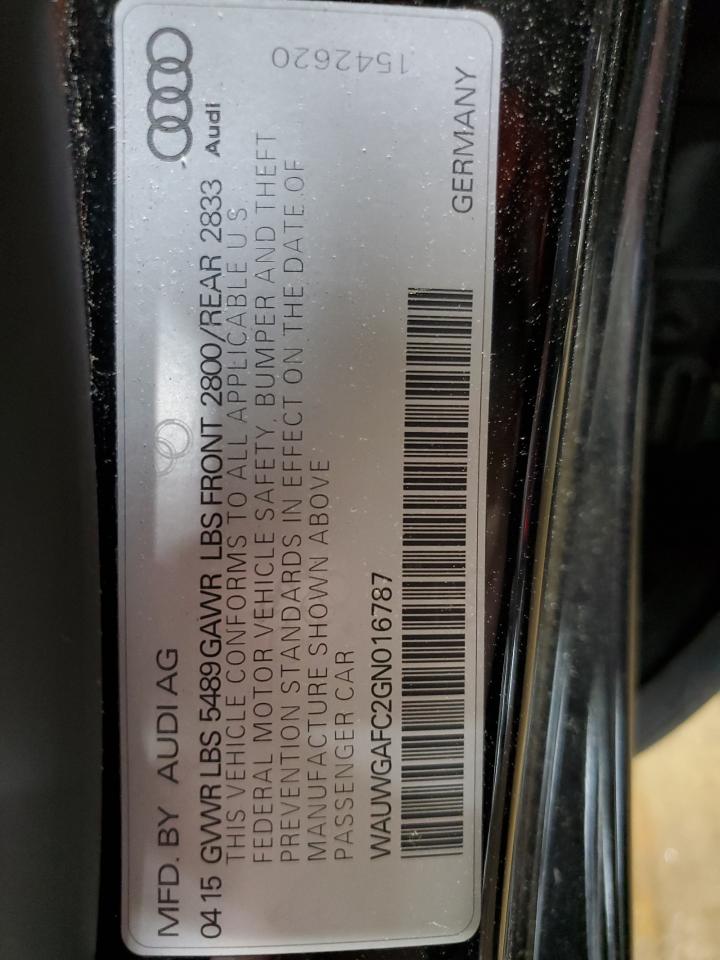 MFD. BY AUDI AG
Audi
04 15 GVWR LBS 5489 GAWR LBS FRONT 2800/REAR 2833
THIS VEHICLE CONFORMS TO ALL APPLICABLE U S
FEDERAL MOTOR VEHICLE SAFETY, BUMPER AND THEFT
PREVENTION STANDARDS IN EFFECT ON THE DATE OF
MANUFACTURE SHOWN ABOVE
PASSENGER CAR
WAUWGAFC2GN016787
GERMANY
1542620